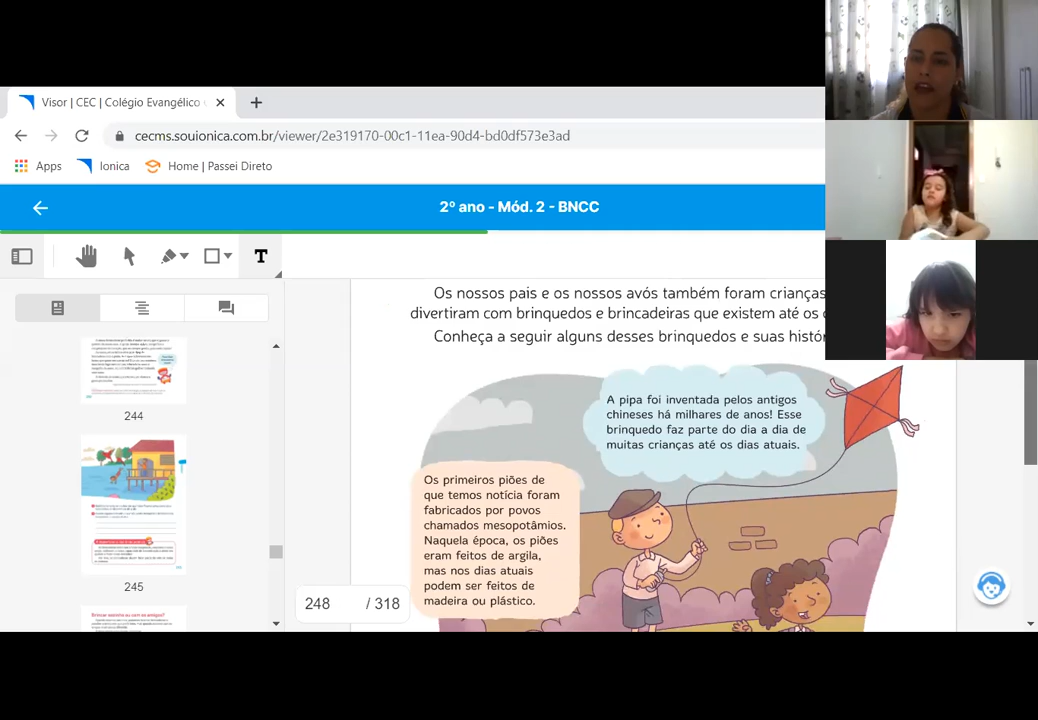 Visor | CEC | Colégio Evangélico
cecms.souionica.com.br/viewer/2e319170-00c1-11ea-90d4-bd0df573e3ad
Apps Ionica Home | Passei Direto
2º ano - Mód. 2 - BNCC
T
Os nossos pais e os nossos avós também foram crianças
divertiram com brinquedos e brincadeiras que existem até os
Conheça a seguir alguns desses brinquedos e suas histór
244
245
A pipa foi inventada pelos antigos
chineses há milhares de anos! Esse
brinquedo faz parte do dia a dia de
muitas crianças até os dias atuais.
Os primeiros piões de
que temos notícia foram
fabricados por povos
chamados mesopotâmios.
Naquela época, os piões
eram feitos de argila,
mas nos dias atuais
podem ser feitos de
madeira ou plástico.
248 / 318